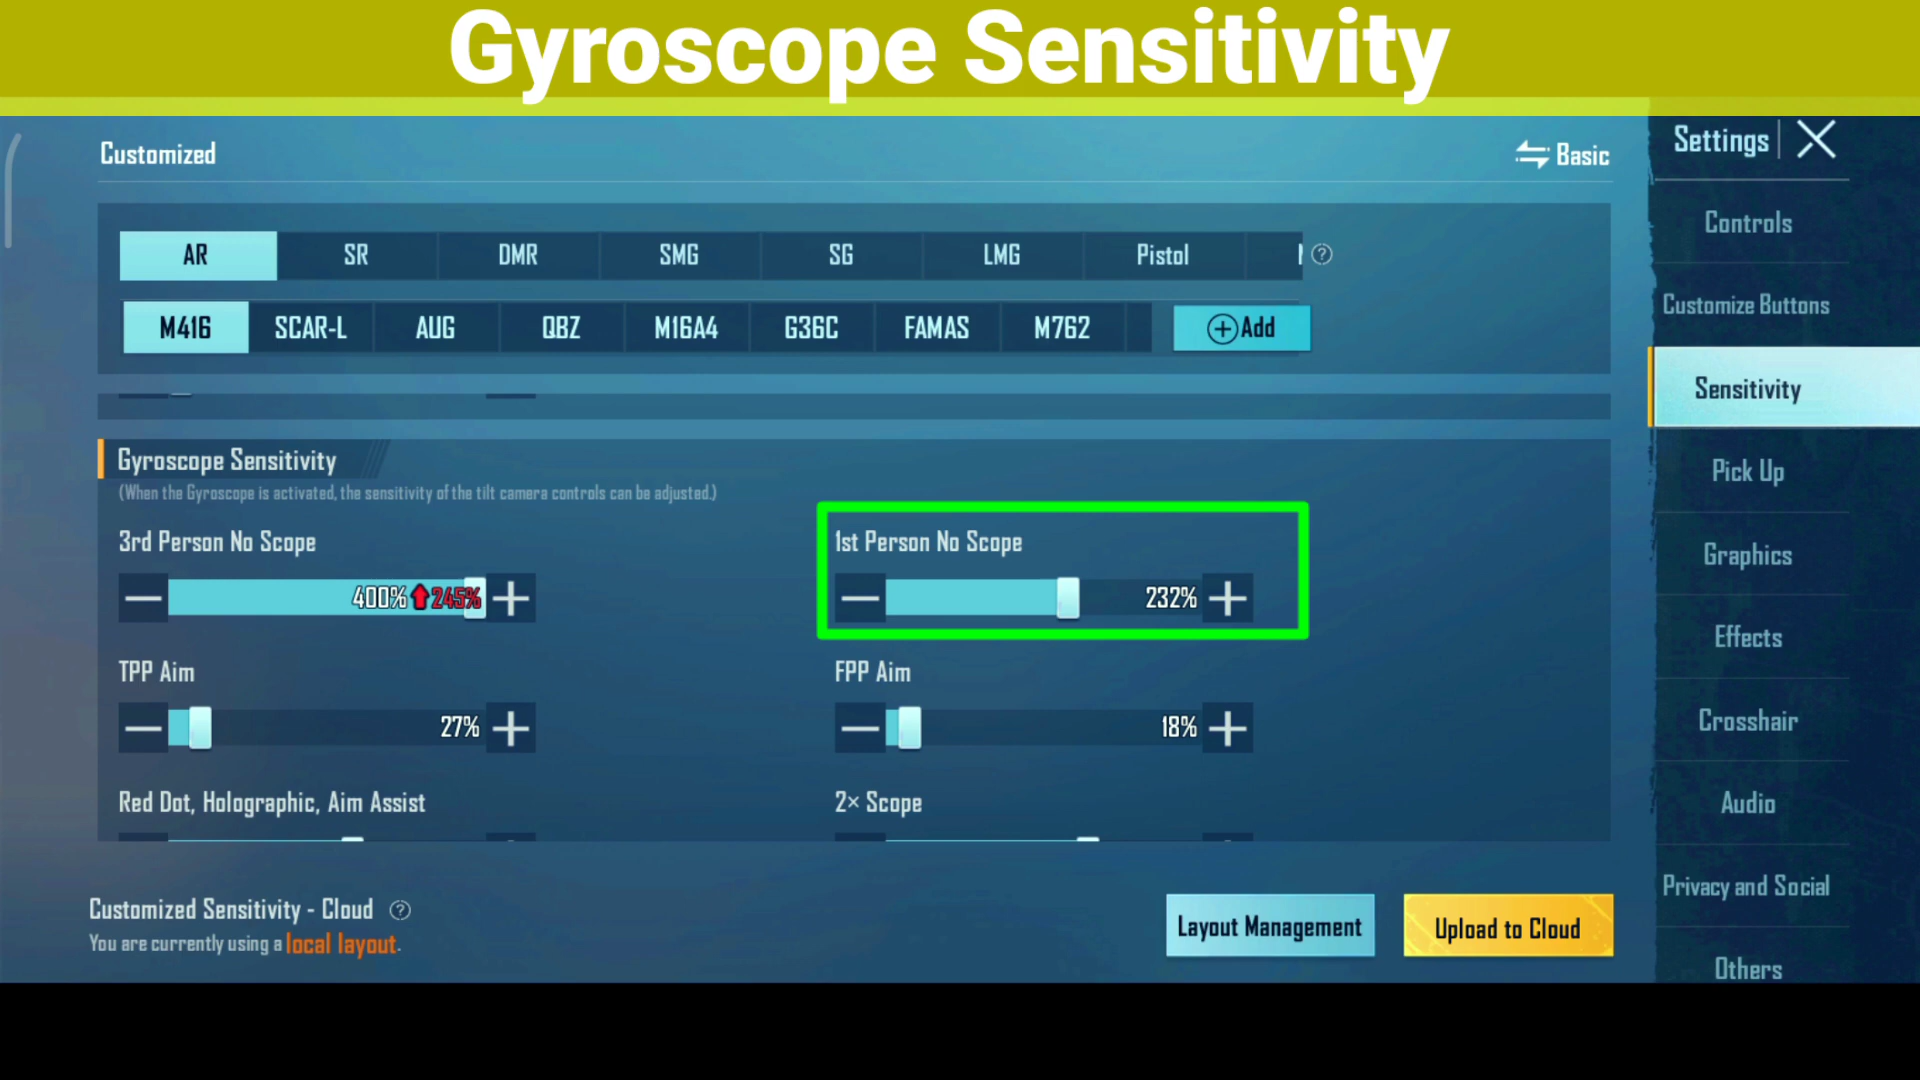 Gyroscope Sensitivity
Customized
Basic
Settings
AR SR DMR SMG SG LMG Pistol
M416 SCAR-L AUG QBZ M16A4 G36C FAMAS M762 Add
Gyroscope Sensitivity
(When the Gyroscope is activated, the sensitivity of the tilt camera controls can be adjusted.)
3rd Person No Scope
400% 245%
1st Person No Scope
232%
TPP Aim
27%
FPP Aim
18%
Red Dot, Holographic, Aim Assist
2× Scope
Customized Sensitivity - Cloud ?
You are currently using a local layout.
Layout Management
Upload to Cloud
Controls
Customize Buttons
Sensitivity
Pick Up
Graphics
Effects
Crosshair
Audio
Privacy and Social
Others